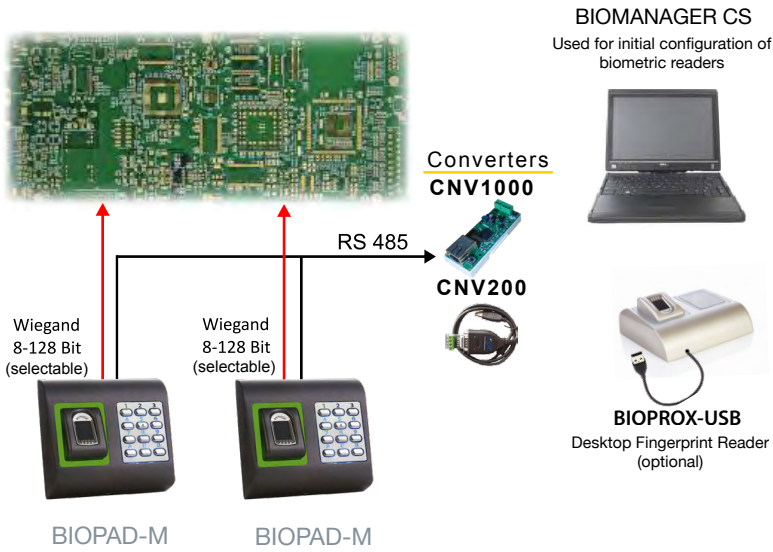 BIOMANAGER CS
Used for initial configuration of
biometric readers
Converters
CNV1000
RS 485
CNV200
Wiegand
8-128 Bit
(selectable)
Wiegand
8-128 Bit
(selectable)
BIOPROX-USB
Desktop Fingerprint Reader
(optional)
BIOPAD-M
BIOPAD-M